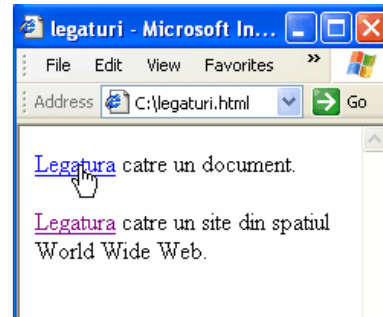 legaturi - Microsoft In...
File Edit View Favorites »
Address C:\legaturi.html Go
Legatura catre un document.
Legatura catre un site din spatiul
World Wide Web.